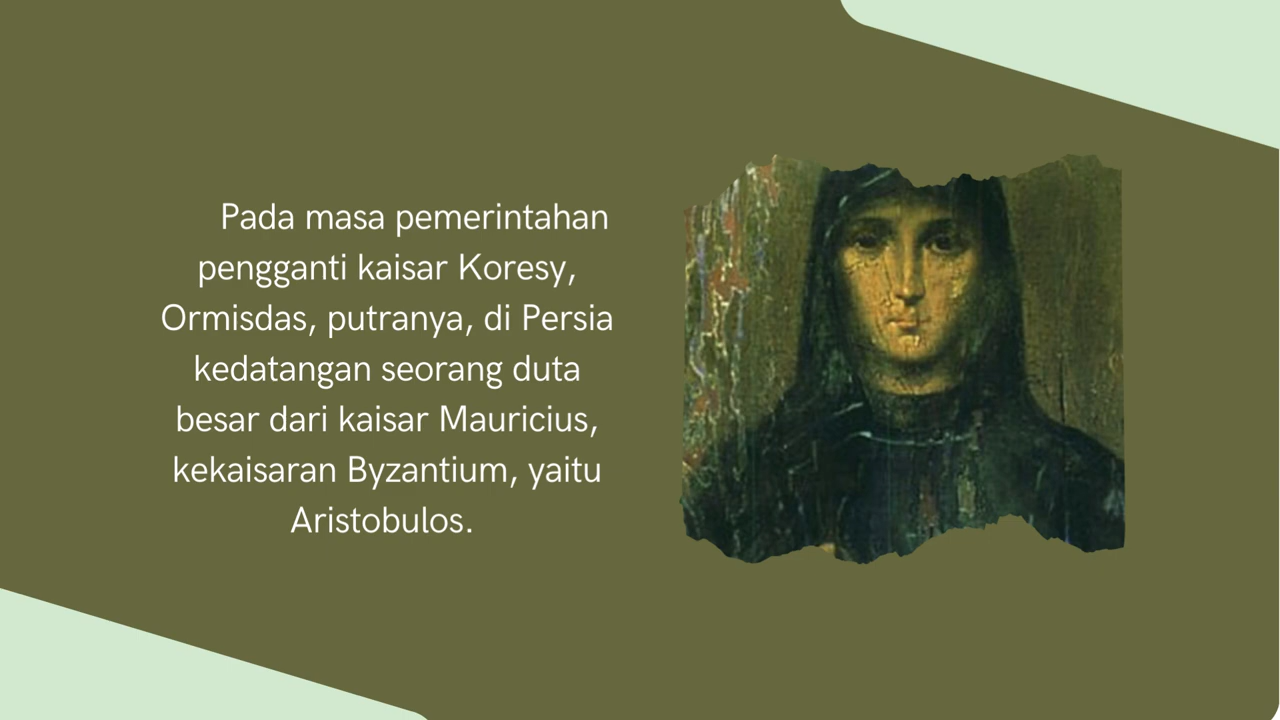 Pada masa pemerintahan
pengganti kaisar Koresy,
Ormisdas, putranya, di Persia
kedatangan seorang duta
besar dari kaisar Mauricius,
kekaisaran Byzantium, yaitu
Aristobulos.